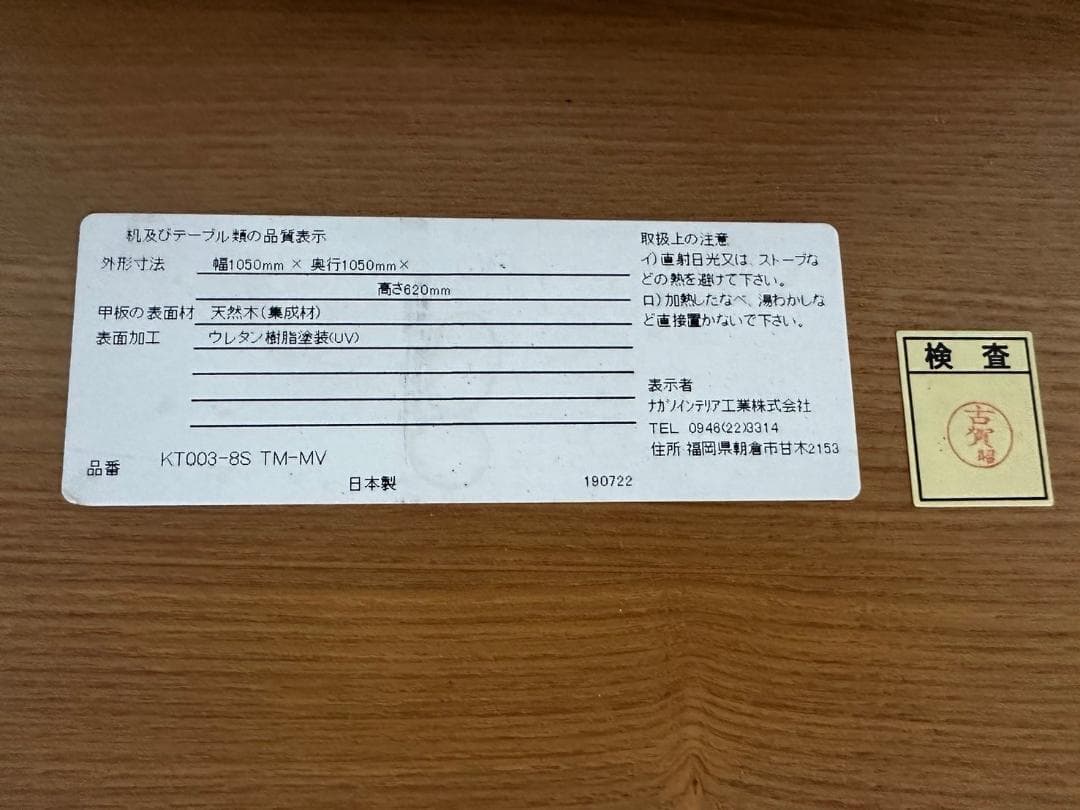 机及びテーブル類の品質表示
外形寸法 幅1050mm × 奥行1050mm×
高さ620mm
甲板の表面材 天然木(集成材)
表面加工 ウレタン樹脂塗装(UV)
品番 KT003-8S TM-MV
日本製 190722
取扱上の注意
イ)直射日光又は、ストーブな
どの熱を避けて下さい。
ロ)加熱したなべ、湯わかしな
ど直接置かないで下さい。
表示者
ナガノインテリア工業株式会社
TEL 0946(22)3314
住所 福岡県朝倉市甘木2153
検 査
古賀
昭